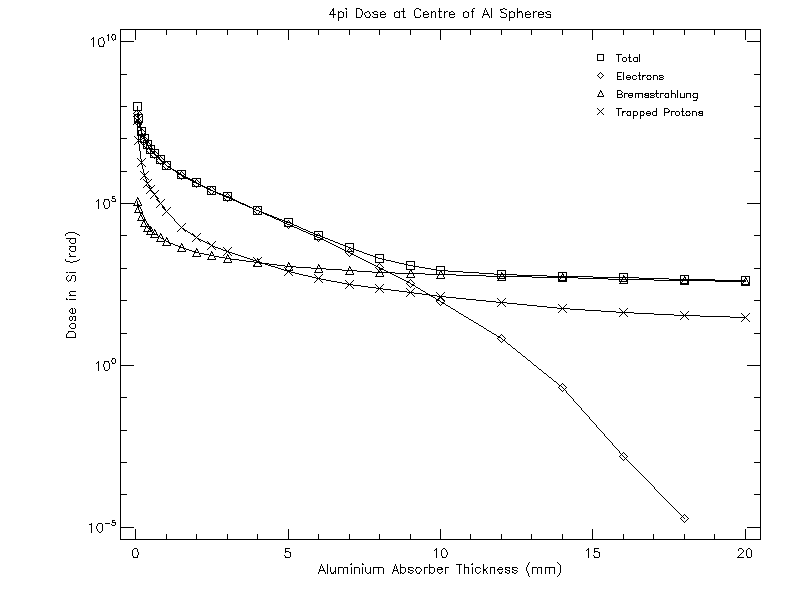 4pi Dose at Centre of Al Spheres
10^10
Total
Electrons
Bremsstrahlung
Trapped Protons
10^5
Dose in Si (rad)
10^0
10^-5
0 5 10 15 20
Aluminium Absorber Thickness (mm)